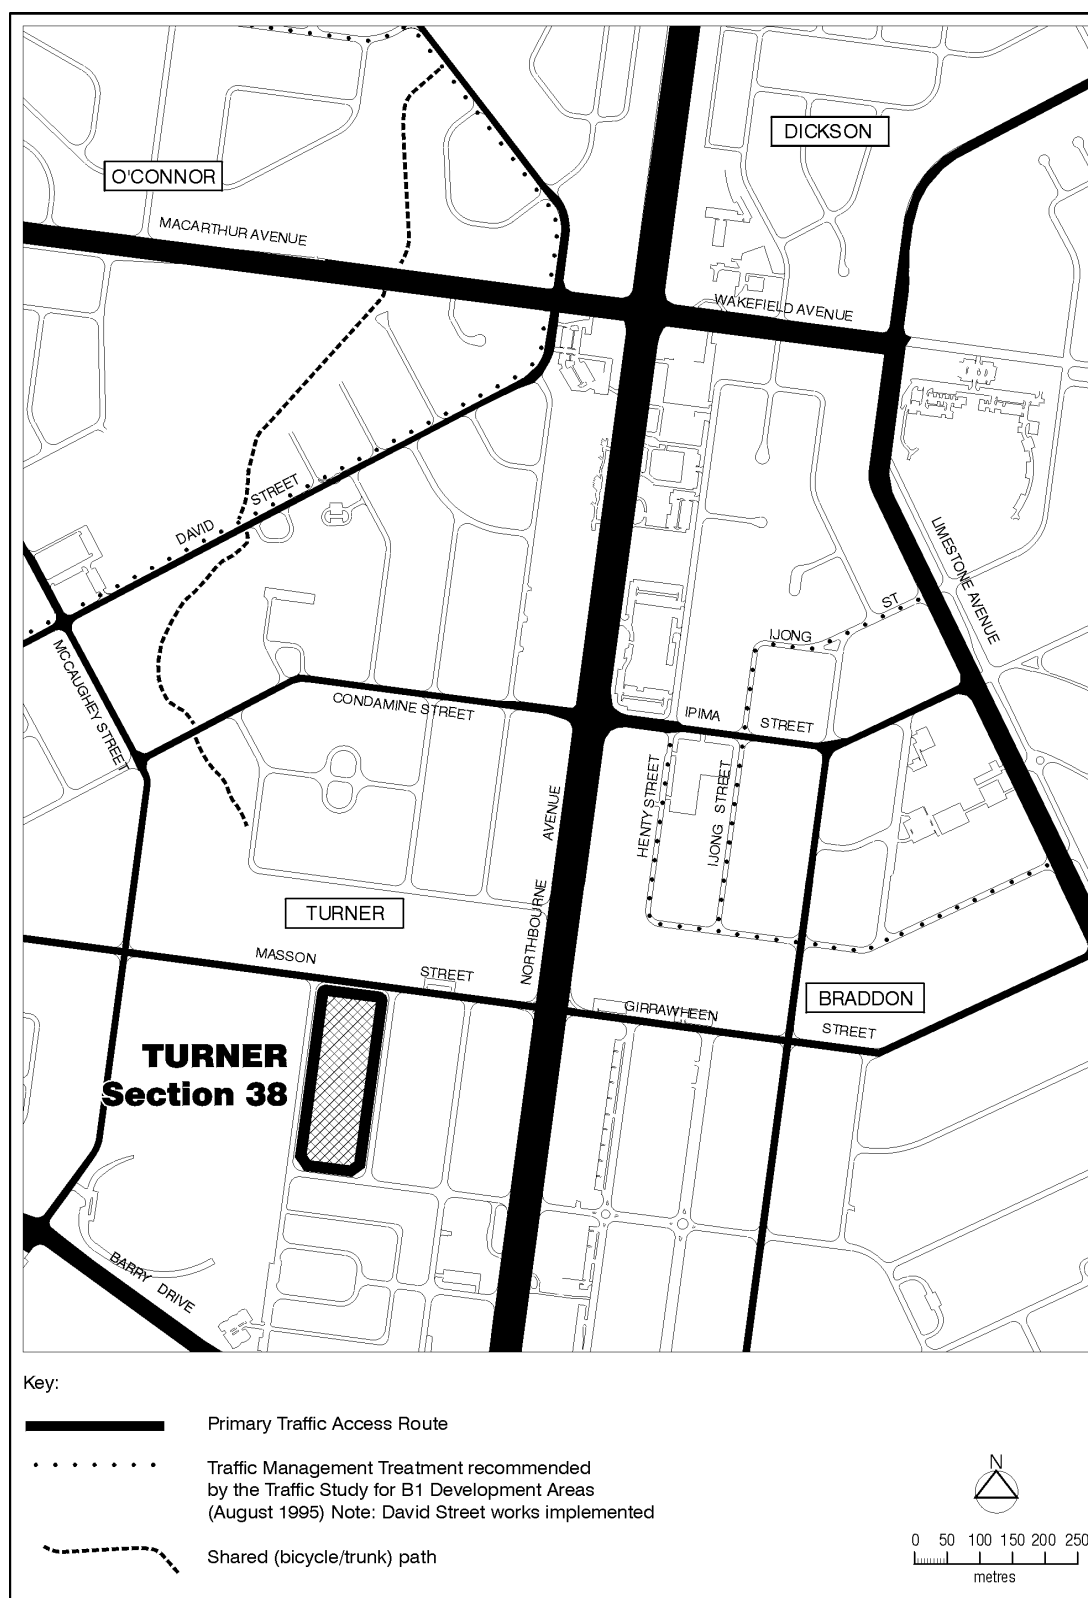 DICKSON
O'CONNOR
MACARTHUR AVENUE
WAKEFIELD AVENUE
DAVID STREET
LIMESTONE AVENUE
IJONG ST
MCCAUGHEY STREET
CONDAMINE STREET
IPIMA STREET
HENTY STREET
IJONG STREET
NORTHBOURNE AVENUE
TURNER
MASSON STREET
BRADDON
GIRRAWHEEN STREET
TURNER
Section 38
BARRY DRIVE
Key:
Primary Traffic Access Route
Traffic Management Treatment recommended
by the Traffic Study for B1 Development Areas
(August 1995) Note: David Street works implemented
Shared (bicycle/trunk) path
N
0 50 100 150 200 250
metres